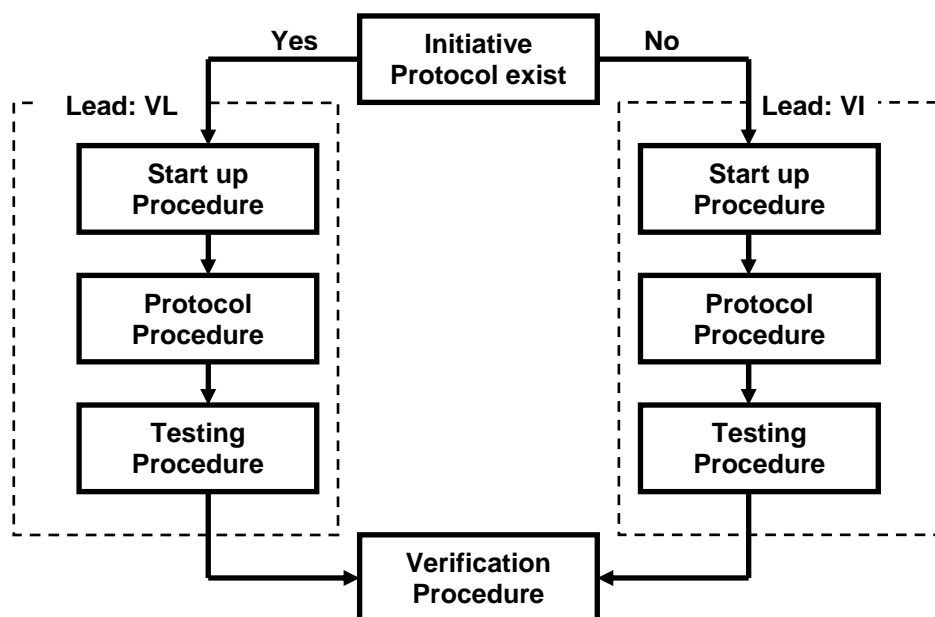 Yes
Initiative
Protocol exist
No
Lead: VL
Lead: VI
Start up
Procedure
Start up
Procedure
Protocol
Procedure
Protocol
Procedure
Testing
Procedure
Testing
Procedure
Verification
Procedure